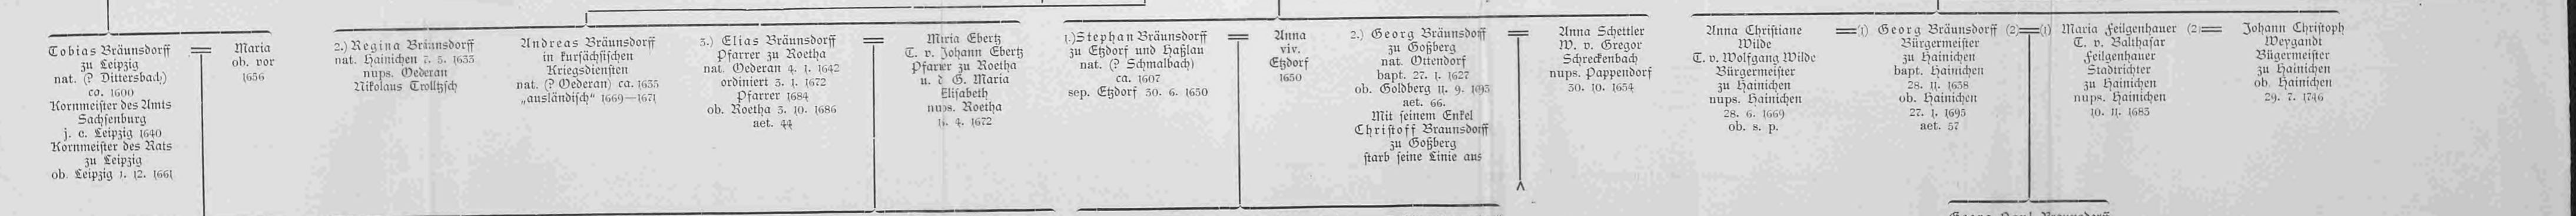 Tobias Bräunsdorff
zu Leipzig
nat. (? Dittersbach)
ca. 1600
Kornmeister des Amts
Sachsenburg
j. c. Leipzig 1640
Kornmeister des Rats
zu Leipzig
ob. Leipzig 1. 12. 1661
Maria
ob. vor
1656
2.) Regina Bräunsdorff
nat. Hainichen 7. 5. 1633
nups. Oederan
Nikolaus Trolltzsch
Andreas Bräunsdorff
in kursächsischen
Kriegsdiensten
nat. (? Oederan) ca. 1635
„ausländisch“ 1669—1671
3.) Elias Bräunsdorff
Pfarrer zu Roetha
nat. Oederan 4. 1. 1642
ordiniert 3. 1. 1672
Pfarrer 1684
ob. Roetha 3. 10. 1686
aet. 44
Maria Ebertz
T. v. Johann Ebertz
Pfarrer zu Roetha
u. d. G. Maria
Elisabeth
nups. Roetha
4. 1672
1.) Stephan Bräunsdorff
zu Etzdorf und Haßlau
nat. (? Schmalbach)
ca. 1607
sep. Etzdorf 30. 6. 1650
Anna
viv.
Etzdorf
1650
2.) Georg Bräunsdorff
zu Goßberg
nat. Ottendorf
bapt. 27. 1. 1627
ob. Goldberg 11. 9. 1693
aet. 66.
Mit seinem Enkel
Christoff Braunsdorff
zu Goßberg
starb seine Linie aus
Anna Schettler
W. v. Gregor
Schreckenbach
nups. Pappendorf
30. 10. 1654
Anna Christiane
Wilde
T. v. Wolfgang Wilde
Bürgermeister
zu Hainichen
nups. Hainichen
28. 6. 1669
ob. s. p.
(1) Georg Bräunsdorff (2)
Bürgermeister
zu Hainichen
bapt. Hainichen
28. 11. 1638
ob. Hainichen
27. 1. 1695
aet. 57
(1) Maria Feilgenhauer (2)
T. v. Balthasar
Feilgenhauer
Stadtrichter
zu Hainichen
nups. Hainichen
10. 11. 1685
Johann Christoph
Weygandt
Bügermeister
zu Hainichen
ob. Hainichen
29. 7. 1746